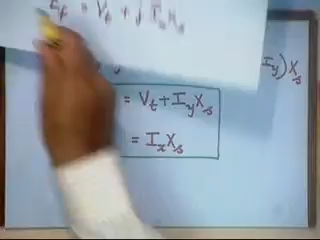 E_f = V_t + j I_a X_s
I_y) X_s
= V_t + I_y X_s
= I_x X_s